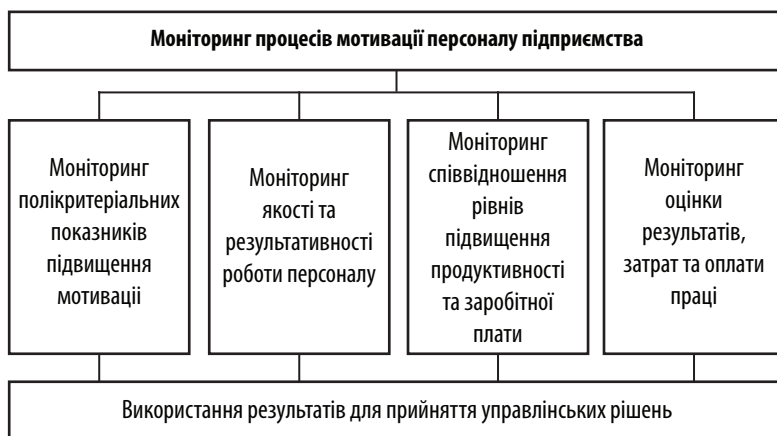 Моніторинг процесів мотивації персоналу підприємства
Моніторинг
полікритеріальних
показників
підвищення
мотивації
Моніторинг
якості та
результативності
роботи персоналу
Моніторинг
співвідношення
рівнів
підвищення
продуктивності
та заробітної
плати
Моніторинг
оцінки
результатів,
затрат та оплати
праці
Використання результатів для прийняття управлінських рішень